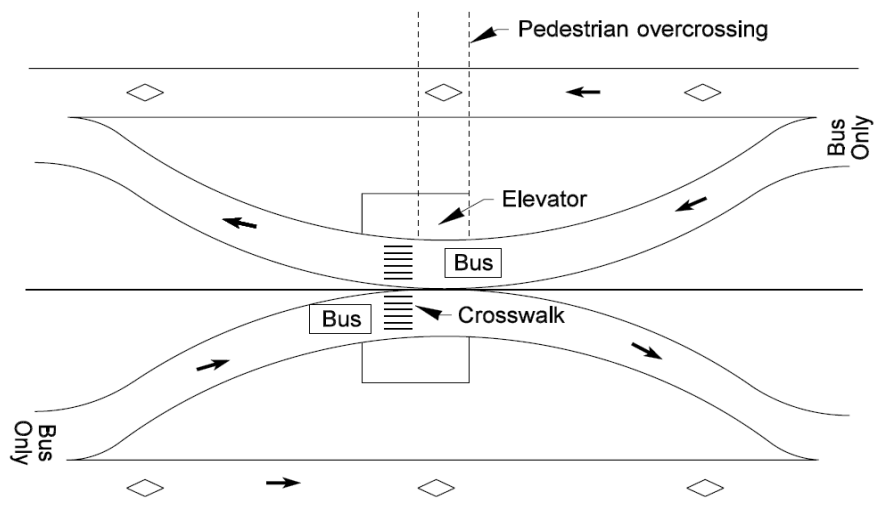 Pedestrian overcrossing
Bus
Only
Elevator
Bus
Bus
Crosswalk
Bus
Only